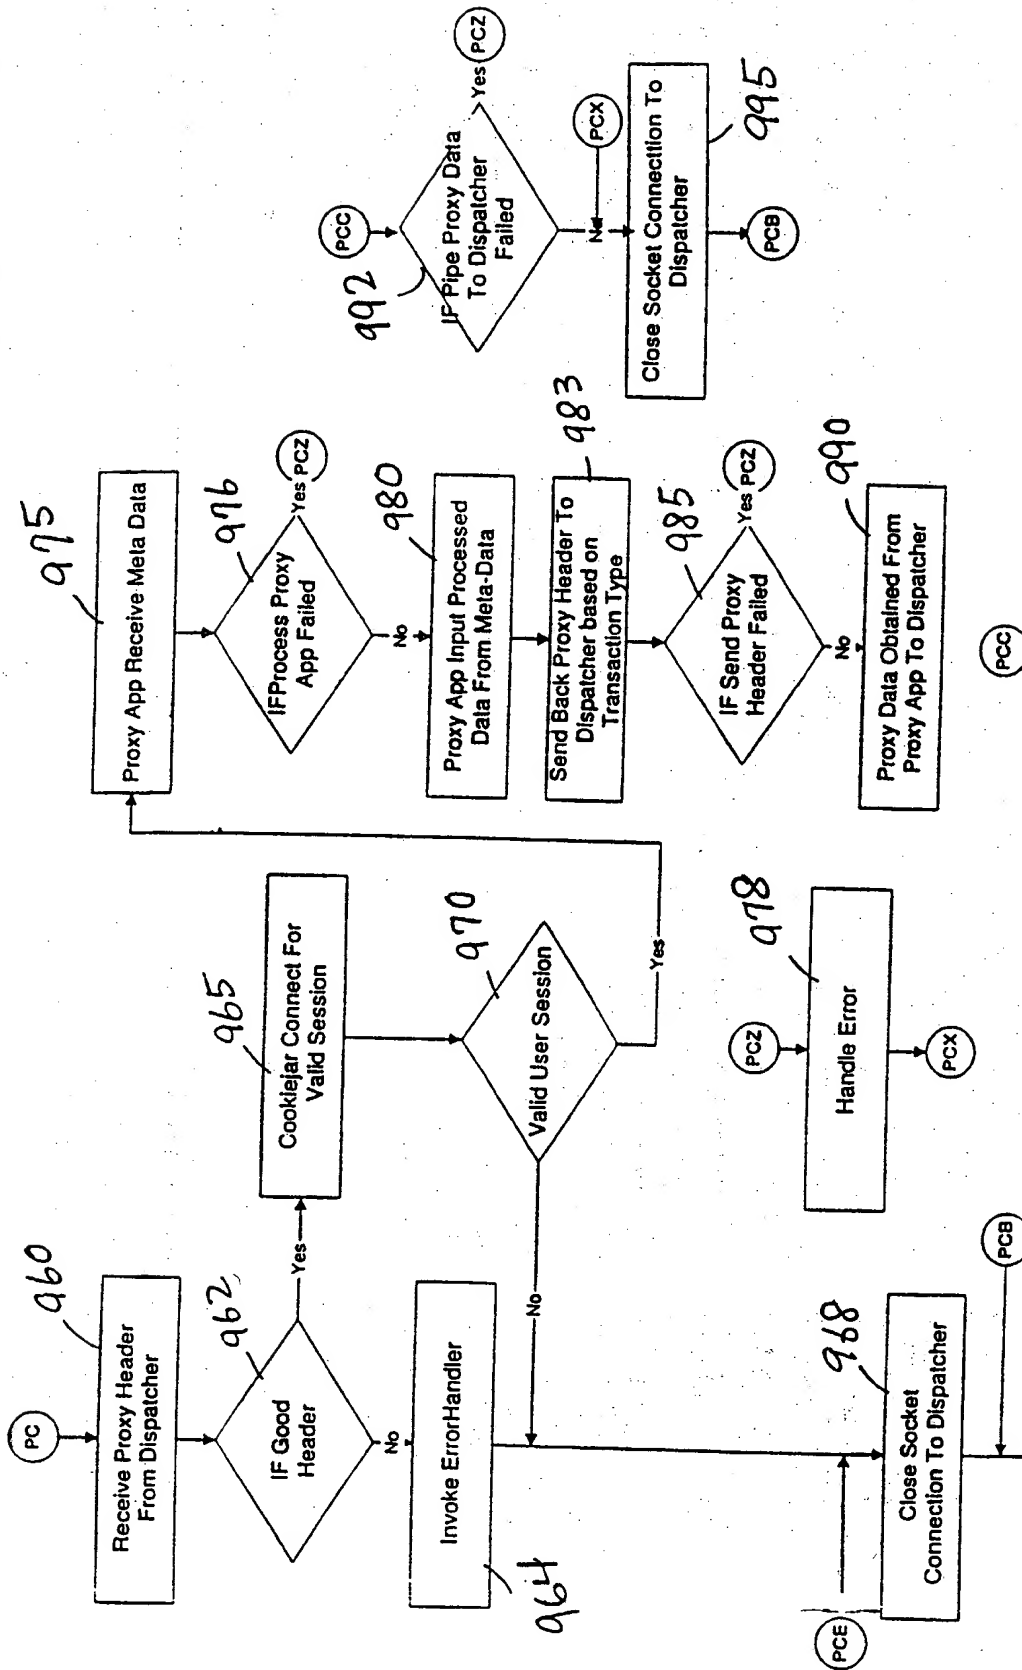 PC
960
Receive Proxy Header
From Dispatcher
962
IF Good
Header
Yes
No
Invoke ErrorHandler
964
965
Cookiejar Connect For
Valid Session
970
Valid User Session
Yes
No
PCE
968
Close Socket
Connection To Dispatcher
PCB
975
Proxy App Receive Meta Data
976
IFProcess Proxy
App Failed
Yes
PCZ
No
980
Proxy App Input Processed
Data From Meta-Data
983
Send Back Proxy Header To
Dispatcher based on
Transaction Type
985
IF Send Proxy
Header Failed
Yes
PCZ
No
990
Proxy Data Obtained From
Proxy App To Dispatcher
PCC
PCZ
978
Handle Error
PCX
PCC
992
IF Pipe Proxy Data
To Dispatcher
Failed
Yes
PCZ
No
PCX
Close Socket Connecttion To
Dispatcher
995
PCB